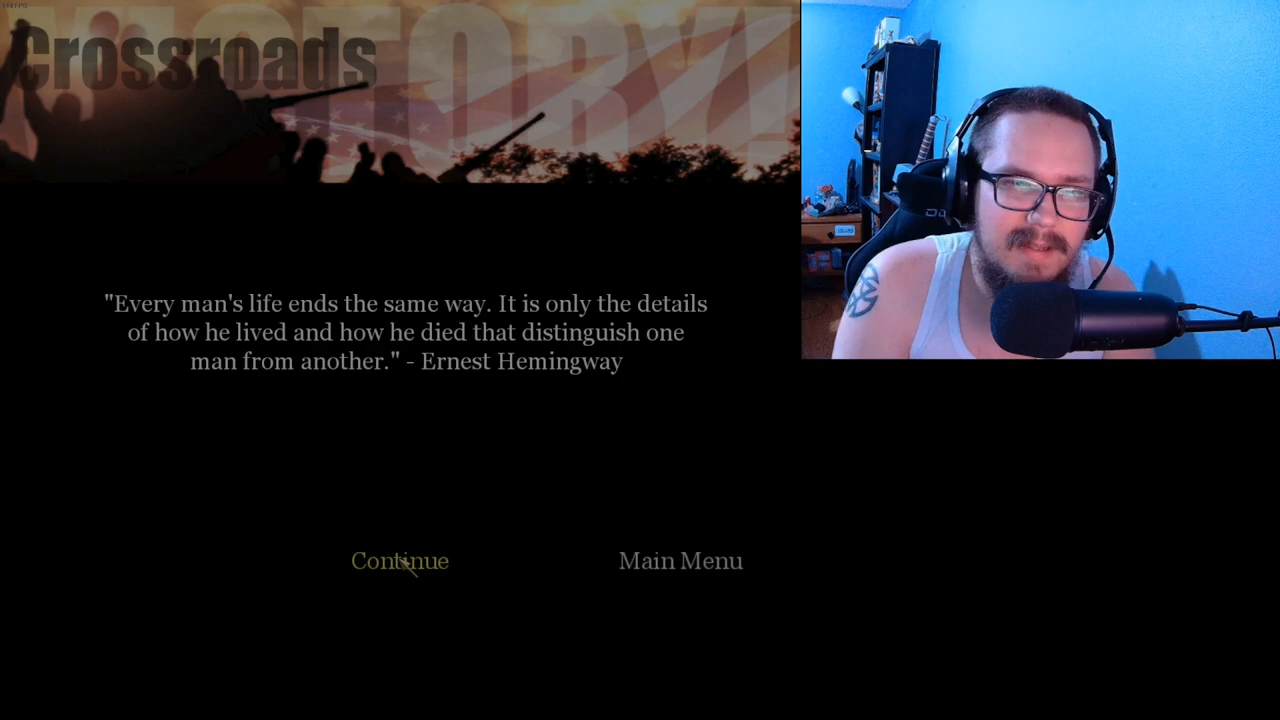 VICTORY!
Crossroads
"Every man's life ends the same way. It is only the details
of how he lived and how he died that distinguish one
man from another." - Ernest Hemingway
Continue
Main Menu